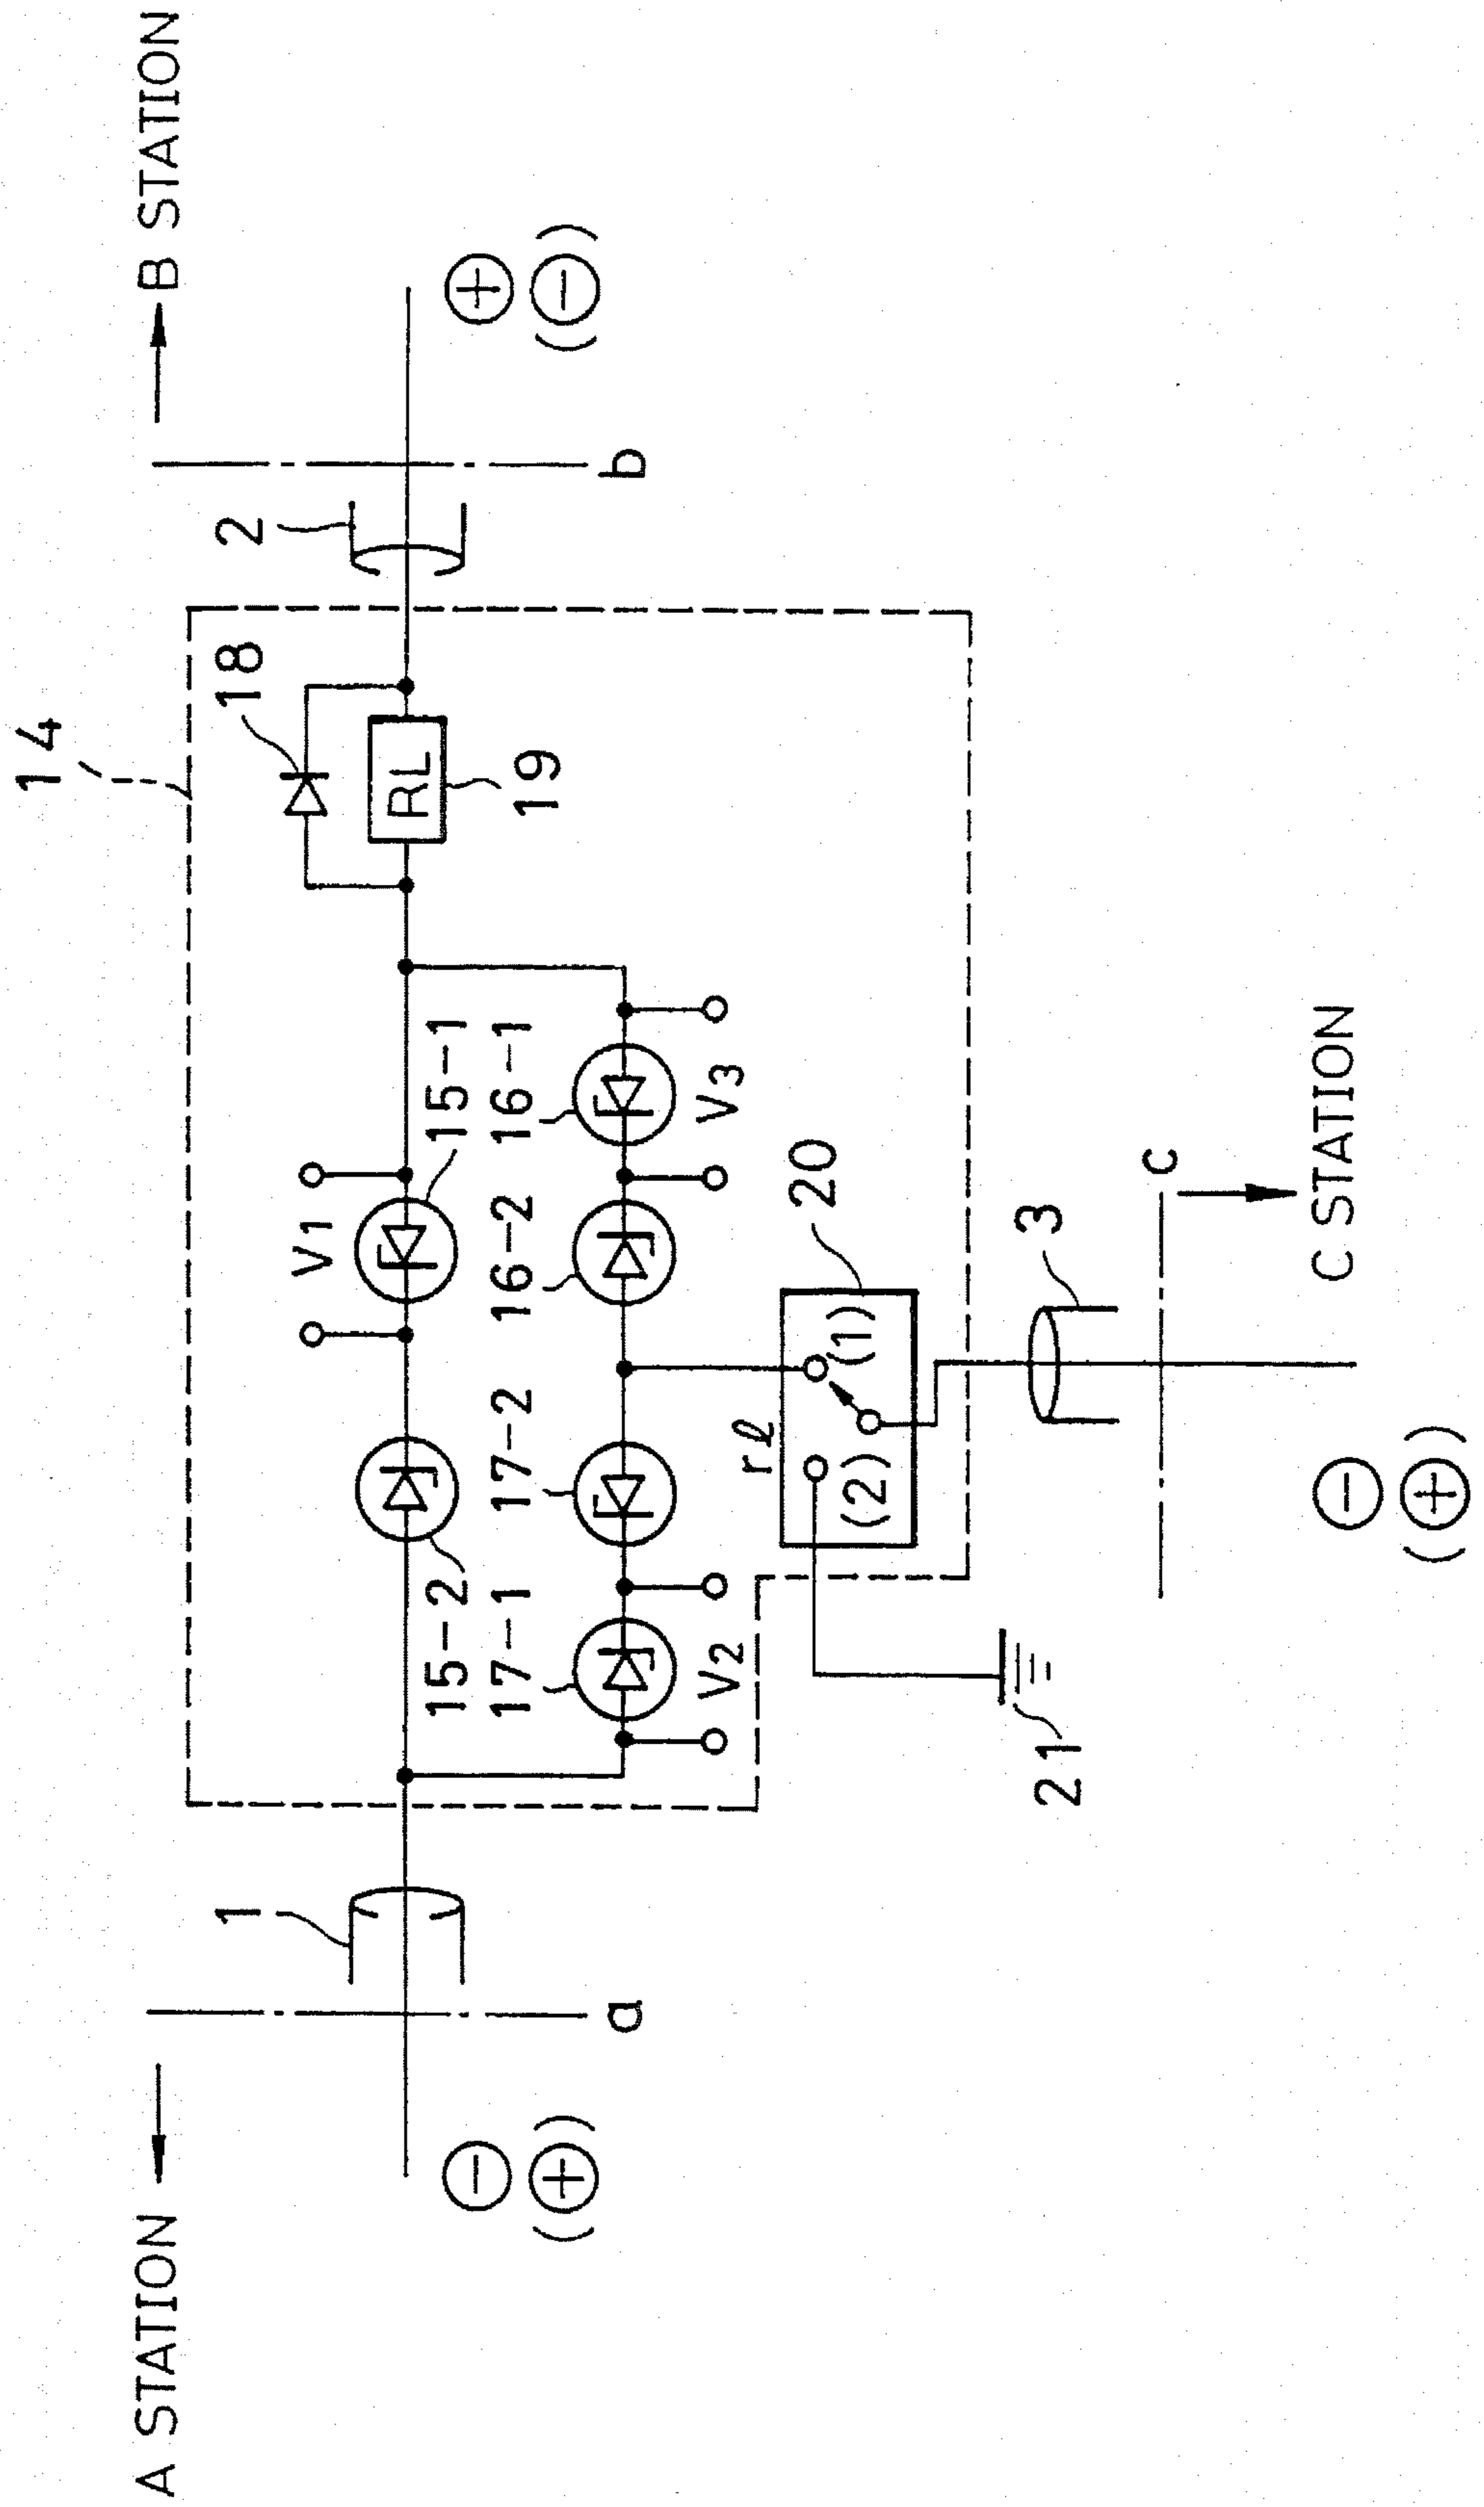 A STATION
B STATION
14
1
2
18
a
b
⊖
(⊕)
⊕
(⊖)
V1
RL
19
15-2
15-1
17-1
17-2
16-2
16-1
V2
V3
rℓ
20
(2)
(1)
21
3
c
C STATION
⊖
(⊕)